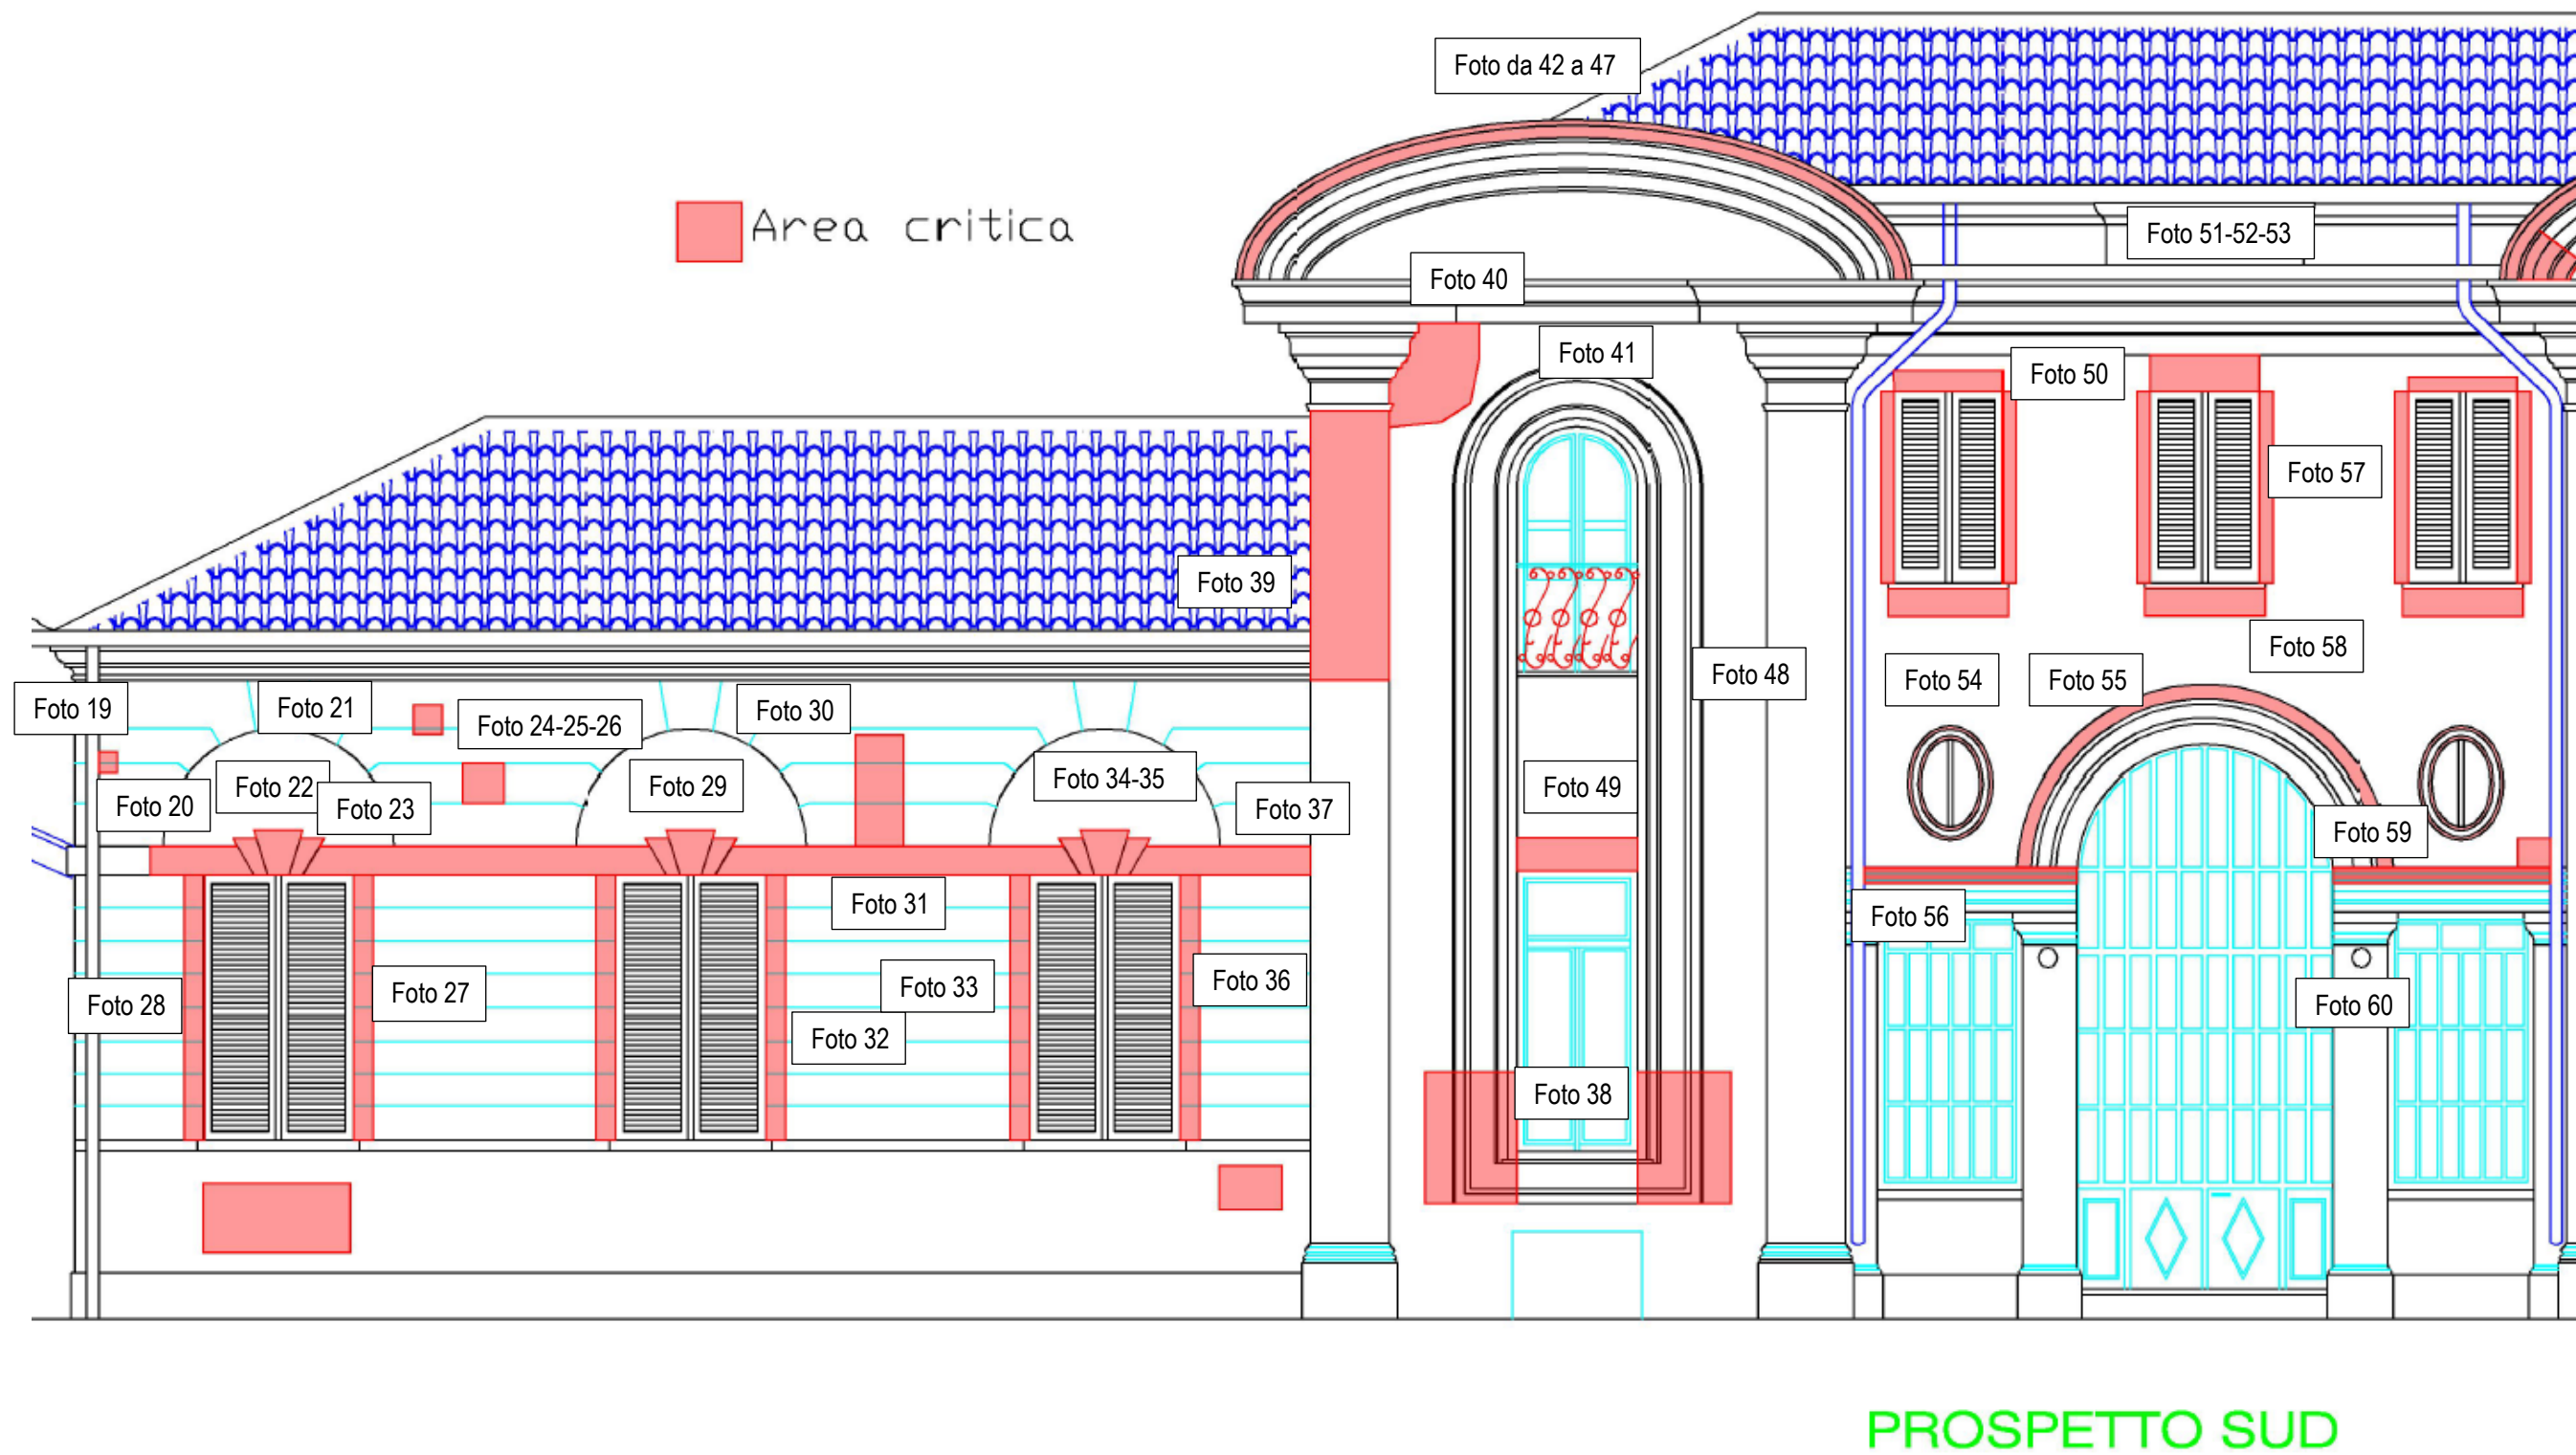 Foto da 42 a 47
Area critica
Foto 51-52-53
Foto 40
Foto 41
Foto 50
Foto 57
Foto 39
Foto 58
Foto 48
Foto 54
Foto 55
Foto 19
Foto 21
Foto 24-25-26
Foto 30
Foto 22
Foto 29
Foto 34-35
Foto 49
Foto 20
Foto 23
Foto 37
Foto 59
Foto 31
Foto 56
Foto 28
Foto 27
Foto 33
Foto 36
Foto 60
Foto 32
Foto 38
PROSPETTO SUD